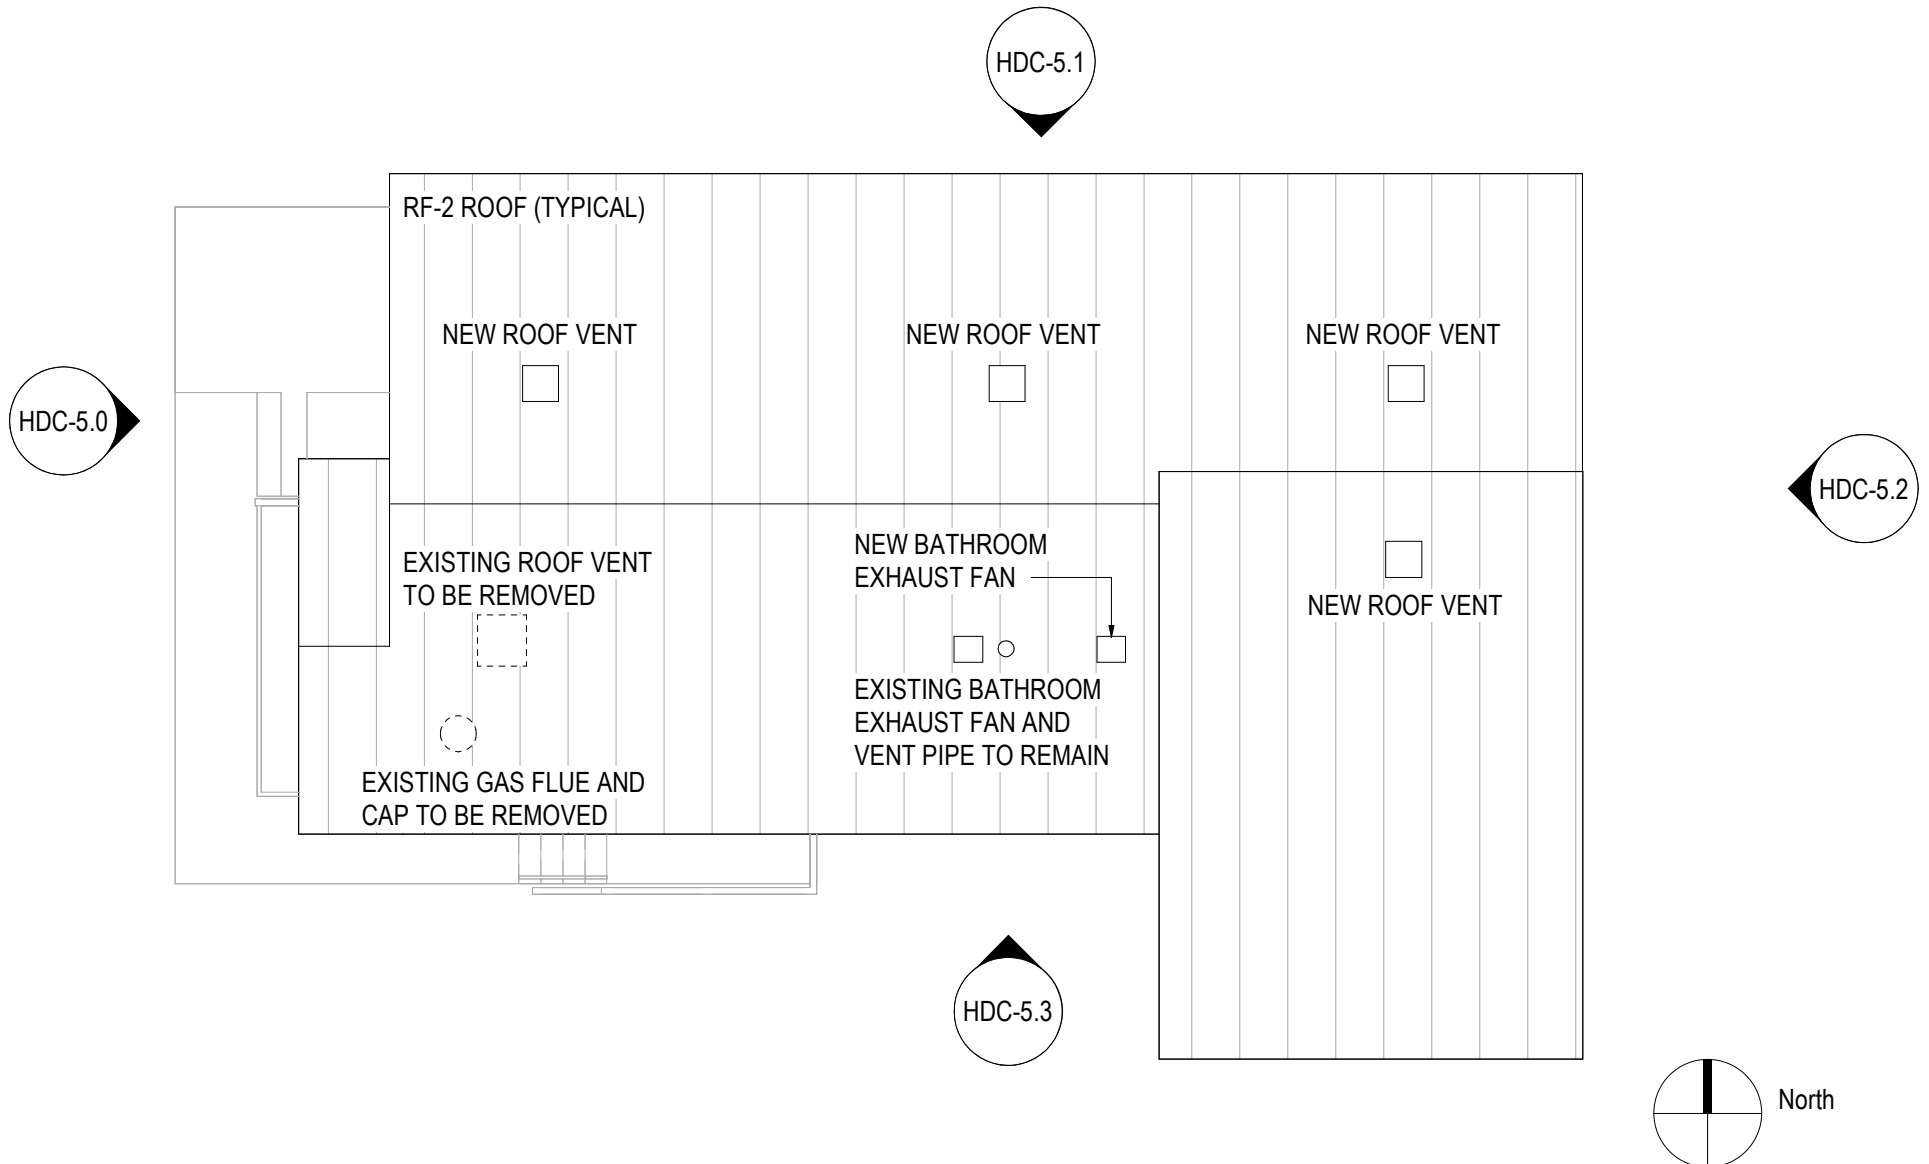 HDC-5.1
RF-2 ROOF (TYPICAL)
NEW ROOF VENT
NEW ROOF VENT
NEW ROOF VENT
HDC-5.0
HDC-5.2
NEW BATHROOM
EXHAUST FAN
EXISTING ROOF VENT
TO BE REMOVED
NEW ROOF VENT
EXISTING BATHROOM
EXHAUST FAN AND
VENT PIPE TO REMAIN
EXISTING GAS FLUE AND
CAP TO BE REMOVED
HDC-5.3
North